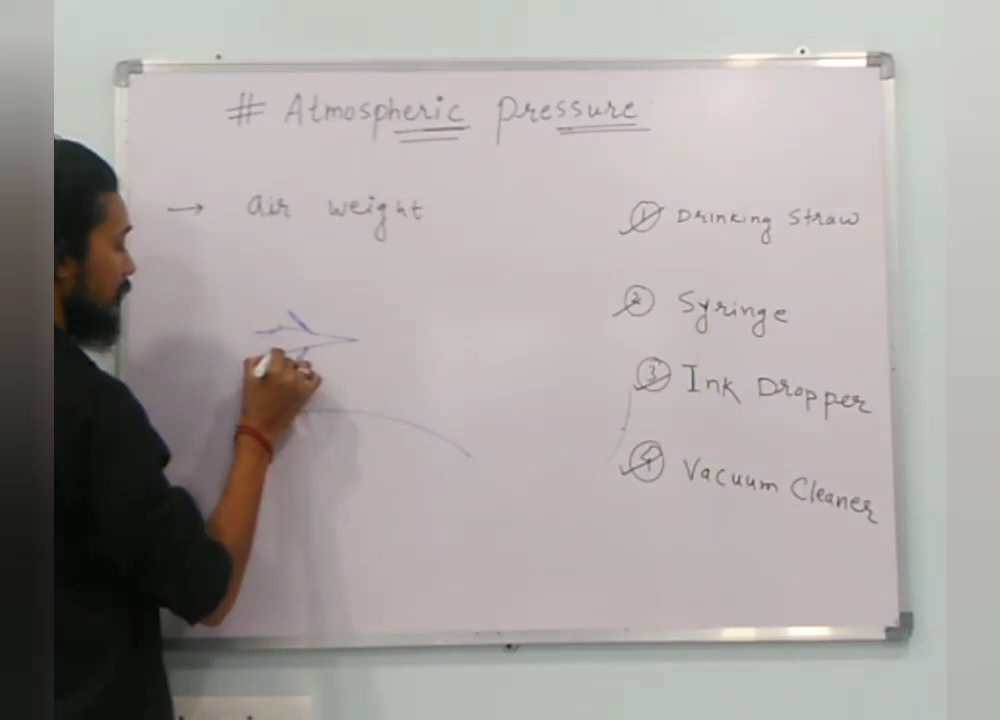 # Atmospheric Pressure
→ air weight
① Drinking Straw
② Syringe
③ Ink Dropper
④ Vacuum Cleaner